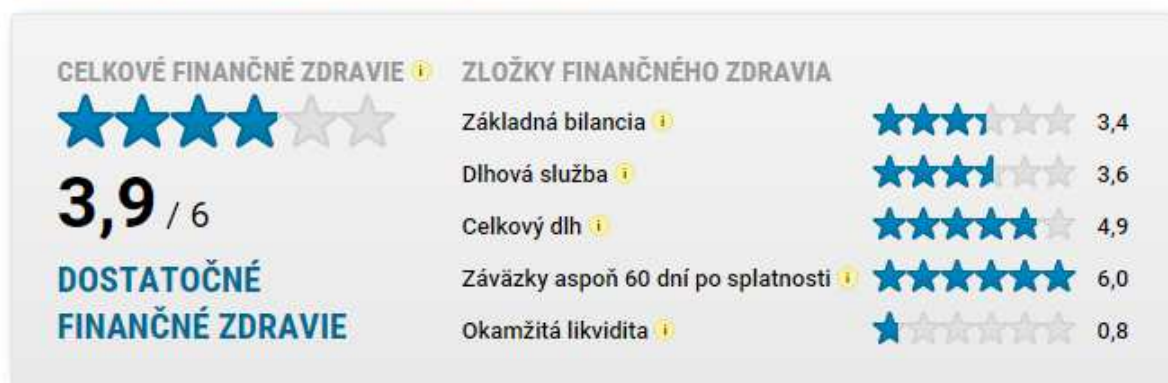 CELKOVÉ FINANČNÉ ZDRAVIE i
3,9 / 6
DOSTATOČNÉ
FINANČNÉ ZDRAVIE
ZLOŽKY FINANČNÉHO ZDRAVIA
Základná bilancia i 3,4
Dlhová služba i 3,6
Celkový dlh i 4,9
Záväzky aspoň 60 dní po splatnosti i 6,0
Okamžitá likvidita i 0,8